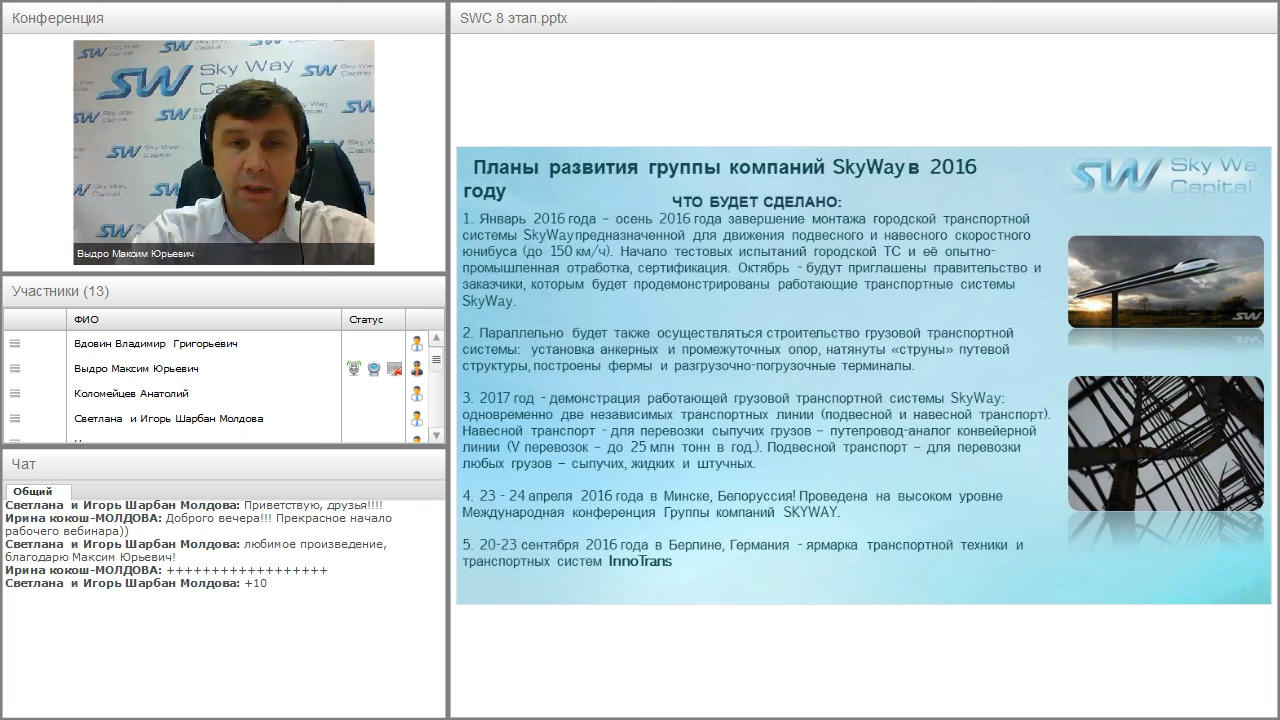 Конференция
Sky Way
Capital
Выдро Максим Юрьевич
Участники (13)
ФИО
Статус
Вдовин Владимир Григорьевич
Выдро Максим Юрьевич
Коломейцев Анатолий
Светлана и Игорь Шарбан Молдова
Чат
Общий
Светлана и Игорь Шарбан Молдова: Приветствую, друзья!!!!
Ирина кокош-МОЛДОВА: Доброго вечера!!! Прекрасное начало
рабочего вебинара))
Светлана и Игорь Шарбан Молдова: любимое произведение,
благодарю Максим Юрьевич!
Ирина кокош-МОЛДОВА: ++++++++++++++++++
Светлана и Игорь Шарбан Молдова: +10
SWC 8 этап.pptx
Планы развития группы компаний SkyWay в 2016
году
SW Sky Wa
Capital
ЧТО БУДЕТ СДЕЛАНО:
1. Январь 2016 года – осень 2016 года завершение монтажа городской транспортной
системы SkyWay предназначенной для движения подвесного и навесного скоростного
юнибуса (до 150 км/ч). Начало тестовых испытаний городской ТС и её опытно-
промышленная отработка, сертификация. Октябрь - будут приглашены правительство и
заказчики, которым будет продемонстрированы работающие транспортные системы
SkyWay.
2. Параллельно будет также осуществляться строительство грузовой транспортной
системы: установка анкерных и промежуточных опор, натянуты «струны» путевой
структуры, построены фермы и разгрузочно-погрузочные терминалы.
3. 2017 год - демонстрация работающей грузовой транспортной системы SkyWay:
одновременно две независимых транспортных линии (подвесной и навесной транспорт).
Навесной транспорт - для перевозки сыпучих грузов – путепровод-аналог конвейерной
линии (V перевозок – до 25 млн тонн в год.). Подвесной транспорт – для перевозки
любых грузов – сыпучих, жидких и штучных.
4. 23 - 24 апреля 2016 года в Минске, Белоруссия! Проведена на высоком уровне
Международная конференция Группы компаний SKYWAY.
5. 20-23 сентября 2016 года в Берлине, Германия - ярмарка транспортной техники и
транспортных систем InnoTrans
SW